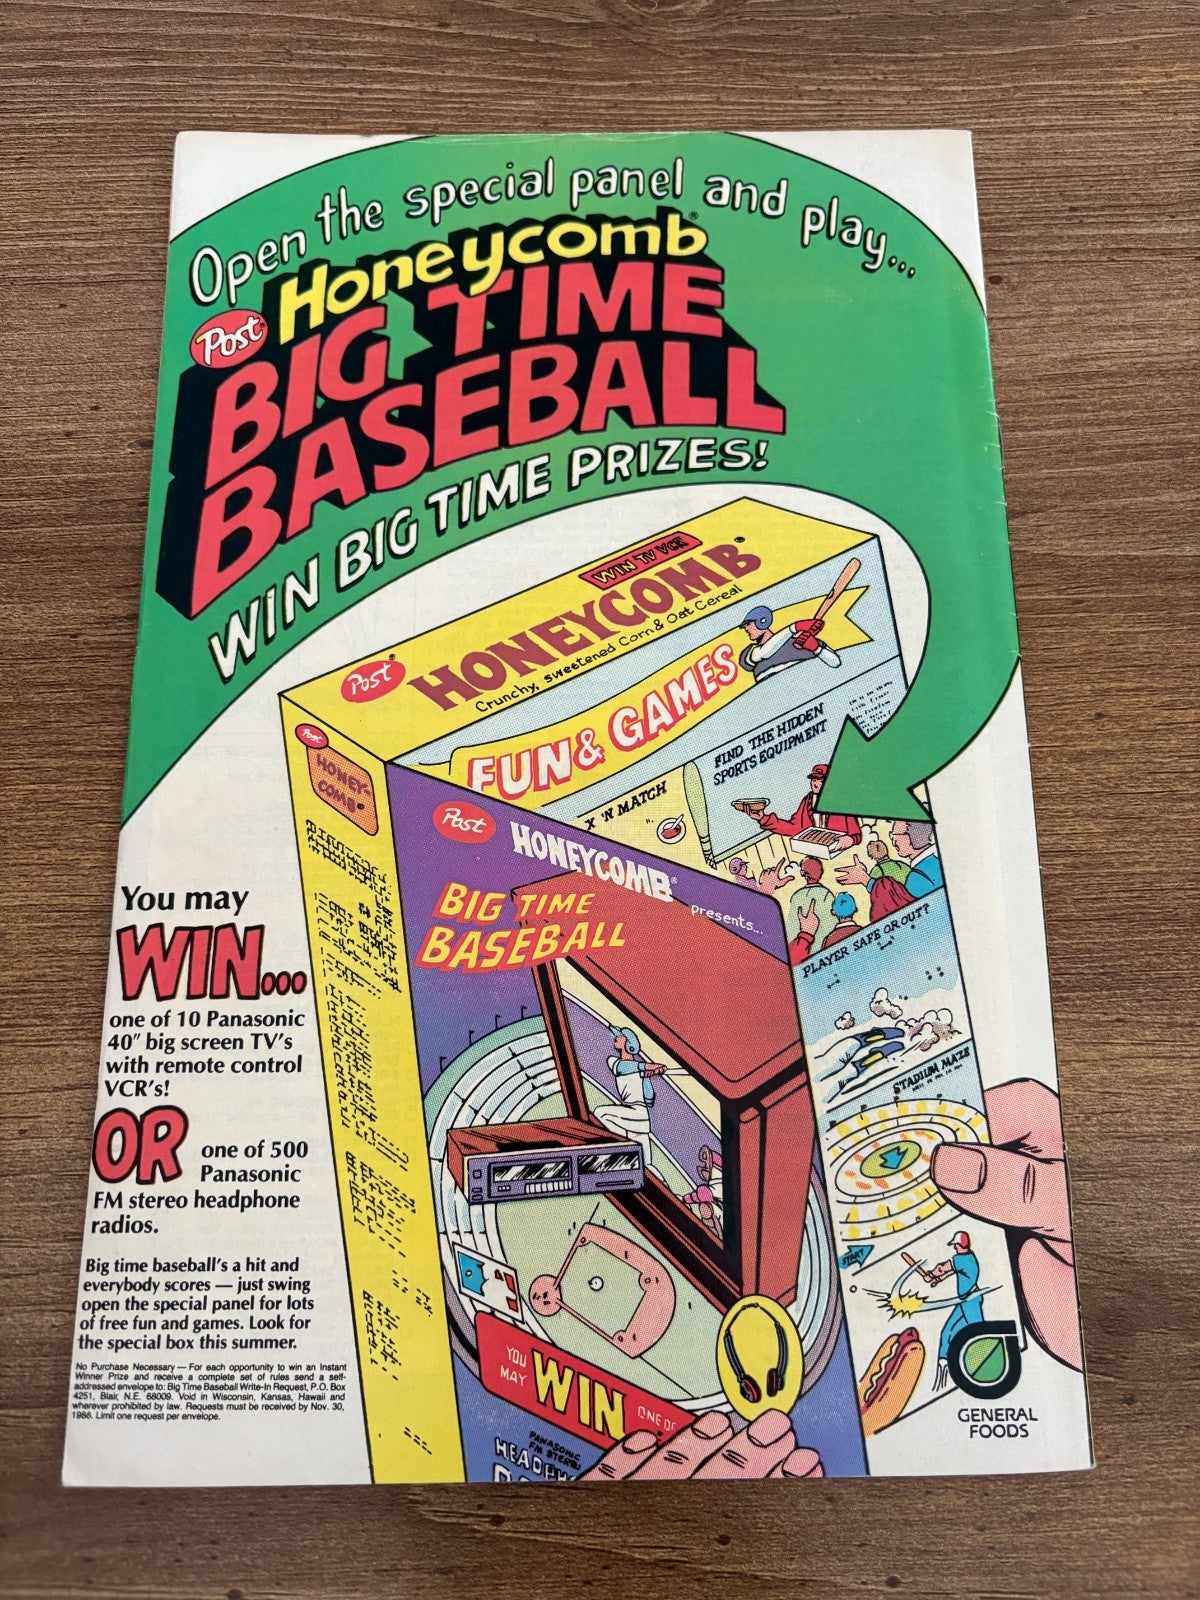 Open the special panel and play...
Post® Honeycomb®
BIG TIME
BASEBALL
WIN BIG TIME PRIZES!
WIN TV VCR
Post® HONEYCOMB®
Crunchy, sweetened Corn & Oat Cereal
FUN & GAMES
FIND THE HIDDEN
SPORTS EQUIPMENT
X 'N MATCH
Post
HONEY-
COMB®
Post®
HONEYCOMB®
presents...
BIG TIME
BASEBALL
PLAYER SAFE OR OUT?
STADIUM MAZE
START
YOU
MAY
WIN
ONE OF
PANASONIC
FM STEREO
HEADPH
You may
WIN...
one of 10 Panasonic
40" big screen TV's
with remote control
VCR's!
OR one of 500
Panasonic
FM stereo headphone
radios.
Big time baseball's a hit and
everybody scores — just swing
open the special panel for lots
of free fun and games. Look for
the special box this summer.
No Purchase Necessary — For each opportunity to win an Instant
Winner Prize and receive a complete set of rules send a self-
addressed envelope to: Big Time Baseball Write-In Request, P.O. Box
4251, Blair, N.E. 68009. Void in Wisconsin, Kansas, Hawaii and
wherever prohibited by law. Requests must be received by Nov. 30,
1986. Limit one request per envelope.
GENERAL
FOODS